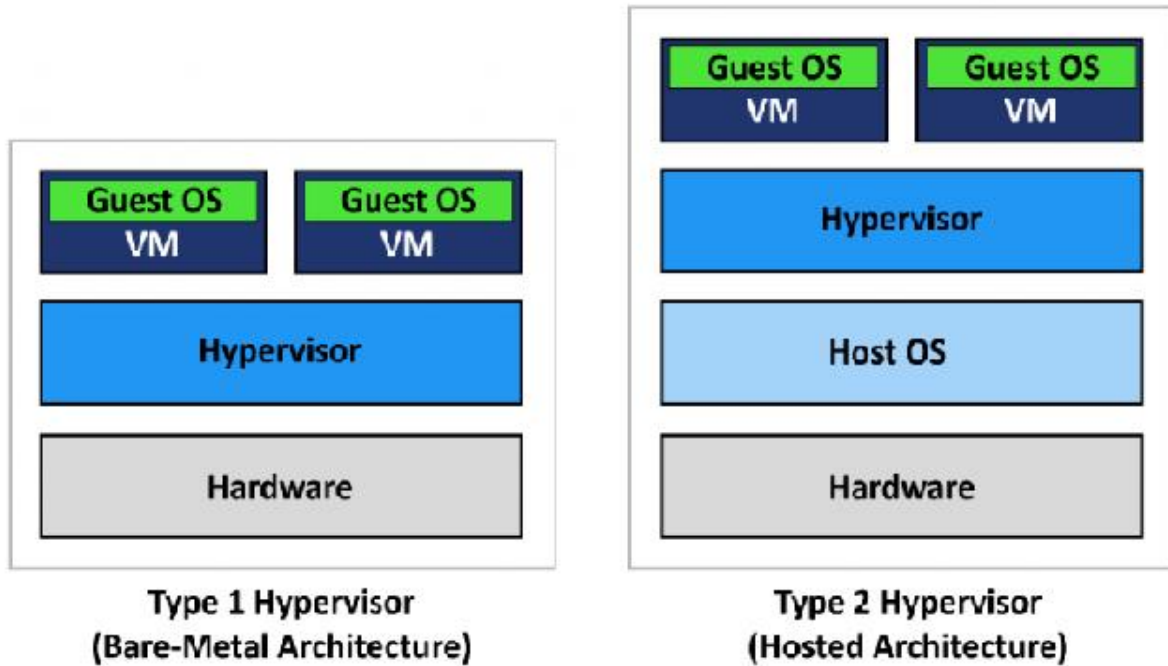 Guest OS
VM
Guest OS
VM
Hypervisor
Hardware
Type 1 Hypervisor
(Bare-Metal Architecture)
Guest OS
VM
Guest OS
VM
Hypervisor
Host OS
Hardware
Type 2 Hypervisor
(Hosted Architecture)